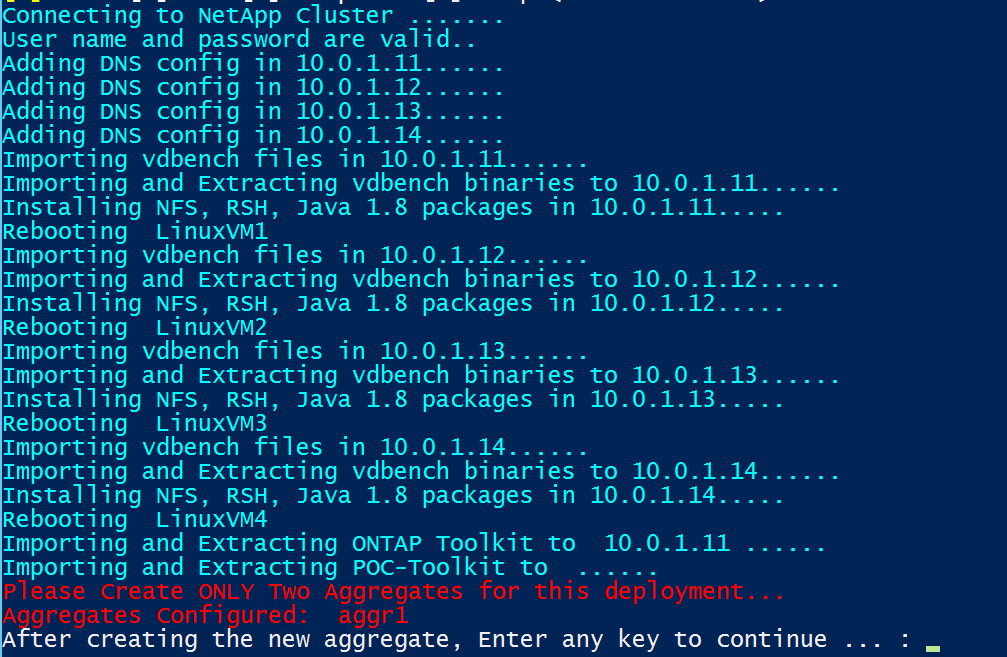 Connecting to NetApp Cluster .......
User name and password are valid..
Adding DNS config in 10.0.1.11......
Adding DNS config in 10.0.1.12......
Adding DNS config in 10.0.1.13......
Adding DNS config in 10.0.1.14......
Importing vdbench files in 10.0.1.11......
Importing and Extracting vdbench binaries to 10.0.1.11......
Installing NFS, RSH, Java 1.8 packages in 10.0.1.11.....
Rebooting  LinuxVM1
Importing vdbench files in 10.0.1.12......
Importing and Extracting vdbench binaries to 10.0.1.12......
Installing NFS, RSH, Java 1.8 packages in 10.0.1.12.....
Rebooting  LinuxVM2
Importing vdbench files in 10.0.1.13......
Importing and Extracting vdbench binaries to 10.0.1.13......
Installing NFS, RSH, Java 1.8 packages in 10.0.1.13.....
Rebooting  LinuxVM3
Importing vdbench files in 10.0.1.14......
Importing and Extracting vdbench binaries to 10.0.1.14......
Installing NFS, RSH, Java 1.8 packages in 10.0.1.14.....
Rebooting  LinuxVM4
Importing and Extracting ONTAP Toolkit to  10.0.1.11 ......
Importing and Extracting POC-Toolkit to  ......
Please Create ONLY Two Aggregates for this deployment...
Aggregates Configured:  aggr1
After creating the new aggregate, Enter any key to continue ... :